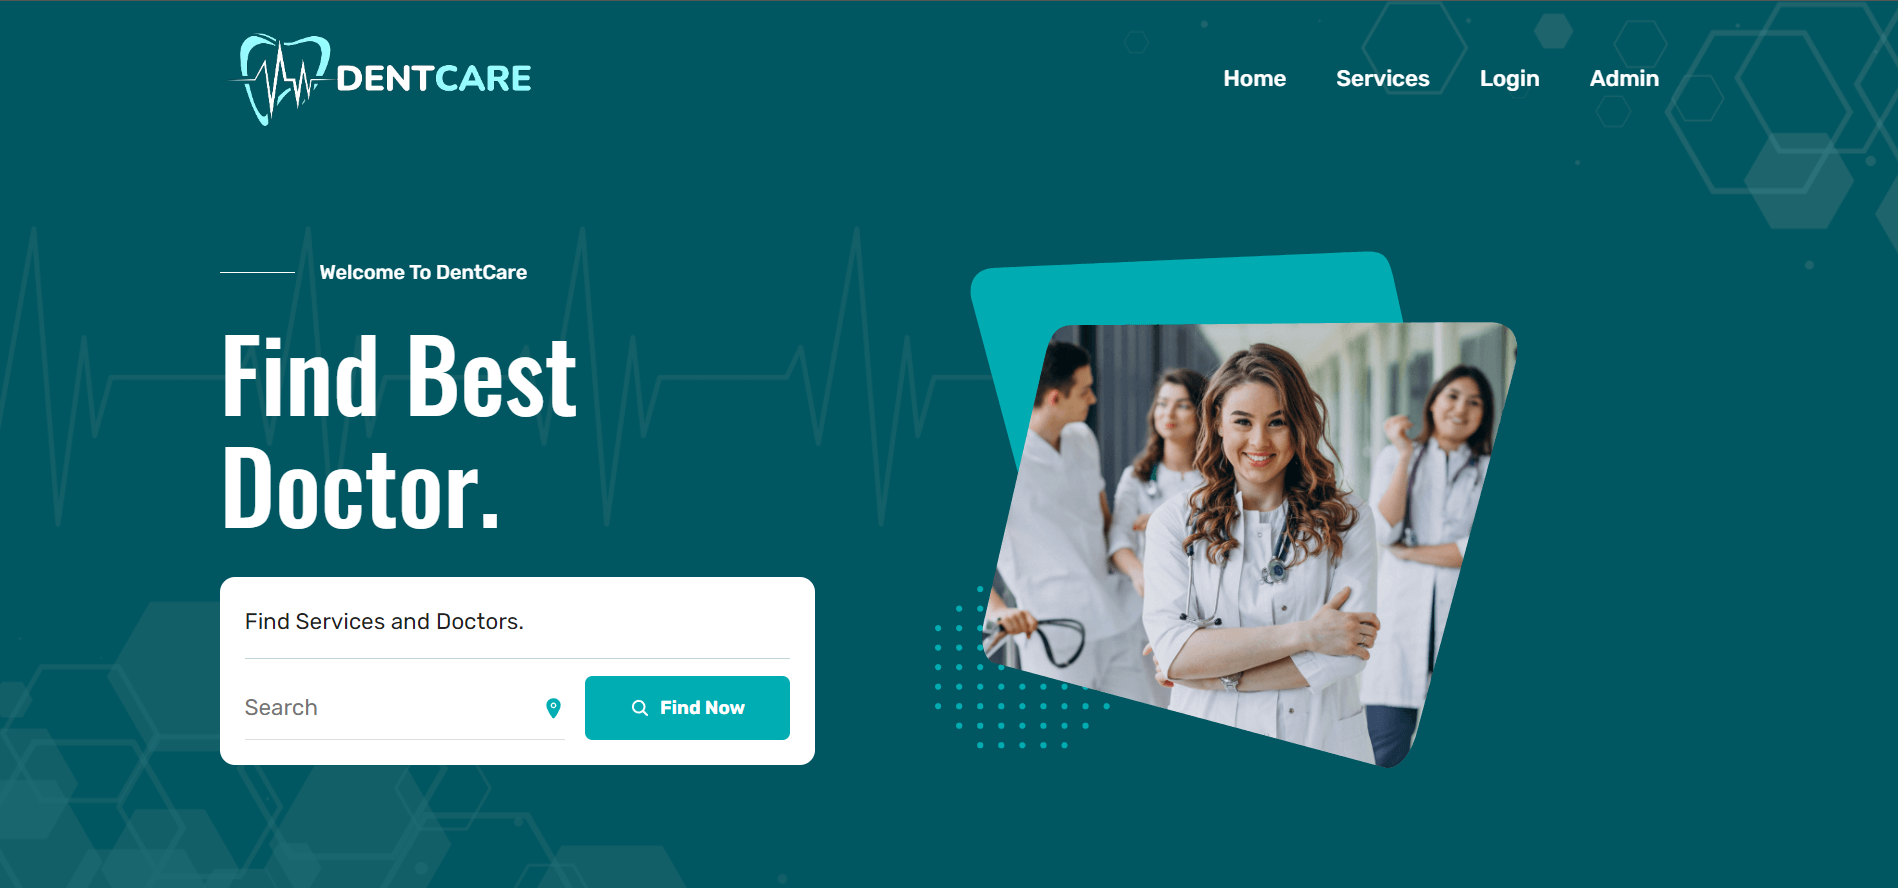 DENTCARE
Home Services Login Admin
Welcome To DentCare
Find Best
Doctor.
Find Services and Doctors.
Search
Find Now